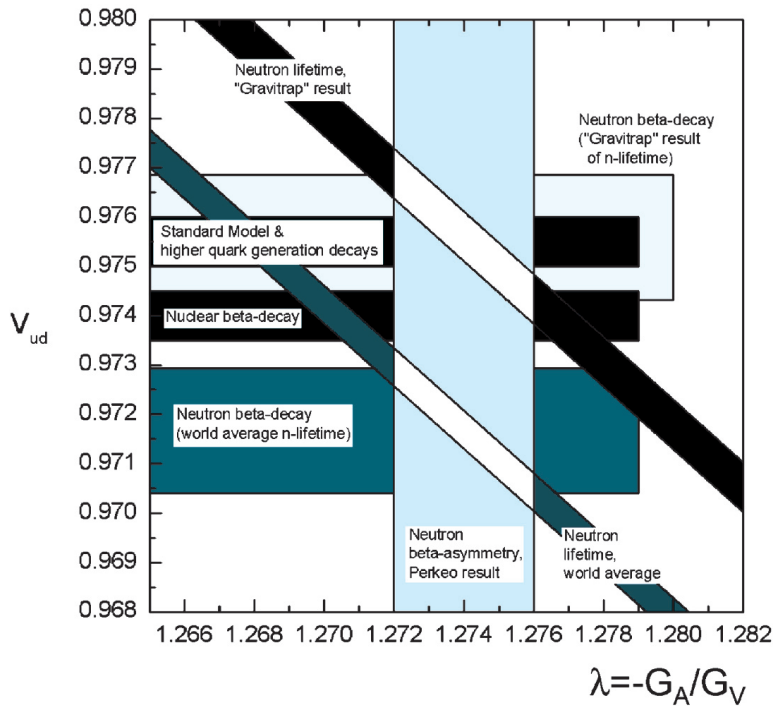 0.980
0.979
0.978
0.977
0.976
0.975
0.974
0.973
0.972
0.971
0.970
0.969
0.968
V_ud
Neutron lifetime,
"Gravitrap" result
Neutron beta-decay
("Gravitrap" result
of n-lifetime)
Standard Model &
higher quark generation decays
Nuclear beta-decay
Neutron beta-decay
(world average n-lifetime)
Neutron
beta-asymmetry,
Perkeo result
Neutron
lifetime,
world average
1.266 1.268 1.270 1.272 1.274 1.276 1.278 1.280 1.282
λ=-G_A/G_V